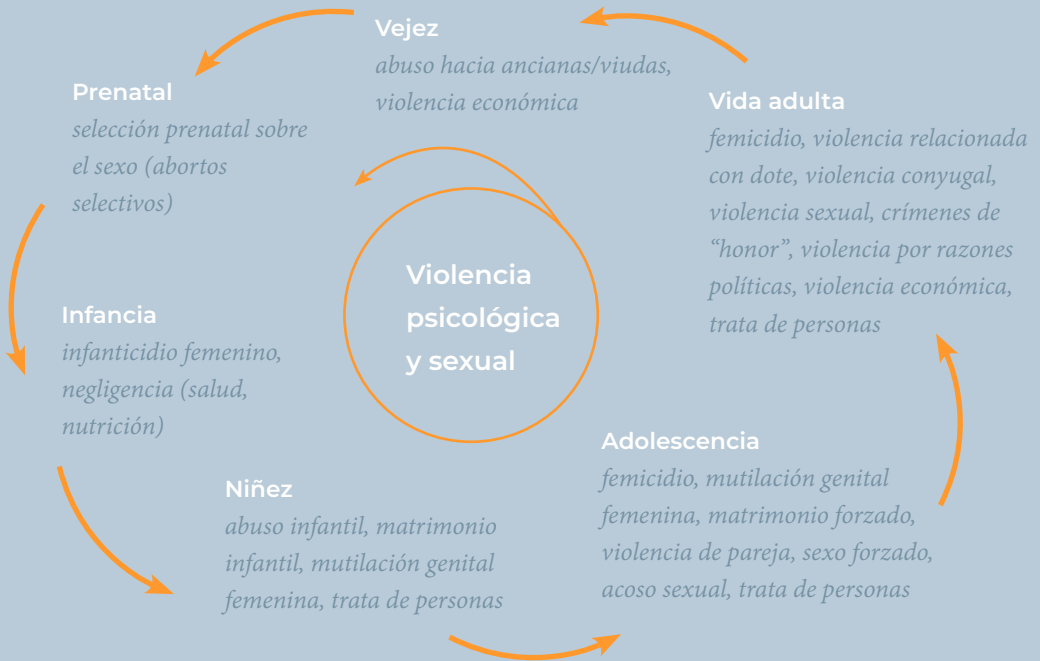 Vejez
abuso hacia ancianas/viudas,
violencia económica
Prenatal
selección prenatal sobre
el sexo (abortos
selectivos)
Vida adulta
femicidio, violencia relacionada
con dote, violencia conyugal,
violencia sexual, crímenes de
“honor”, violencia por razones
políticas, violencia económica,
trata de personas
Violencia
psicológica
y sexual
Infancia
infanticidio femenino,
negligencia (salud,
nutrición)
Niñez
abuso infantil, matrimonio
infantil, mutilación genital
femenina, trata de personas
Adolescencia
femicidio, mutilación genital
femenina, matrimonio forzado,
violencia de pareja, sexo forzado,
acoso sexual, trata de personas